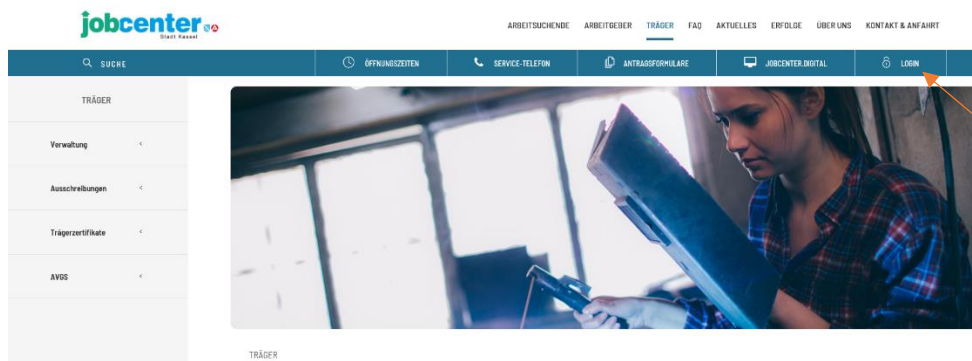 jobcenter
Stadt Kassel
ARBEITSUCHENDE ARBEITGEBER TRÄGER FAQ AKTUELLES ERFOLGE ÜBER UNS KONTAKT & ANFAHRT
SUCHE ÖFFNUNGSZEITEN SERVICE-TELEFON ANTRAGSFORMULARE JOBCENTER.DIGITAL LOGIN
TRÄGER
Verwaltung
Ausschreibungen
Trägerzertifikate
AVGS
TRÄGER